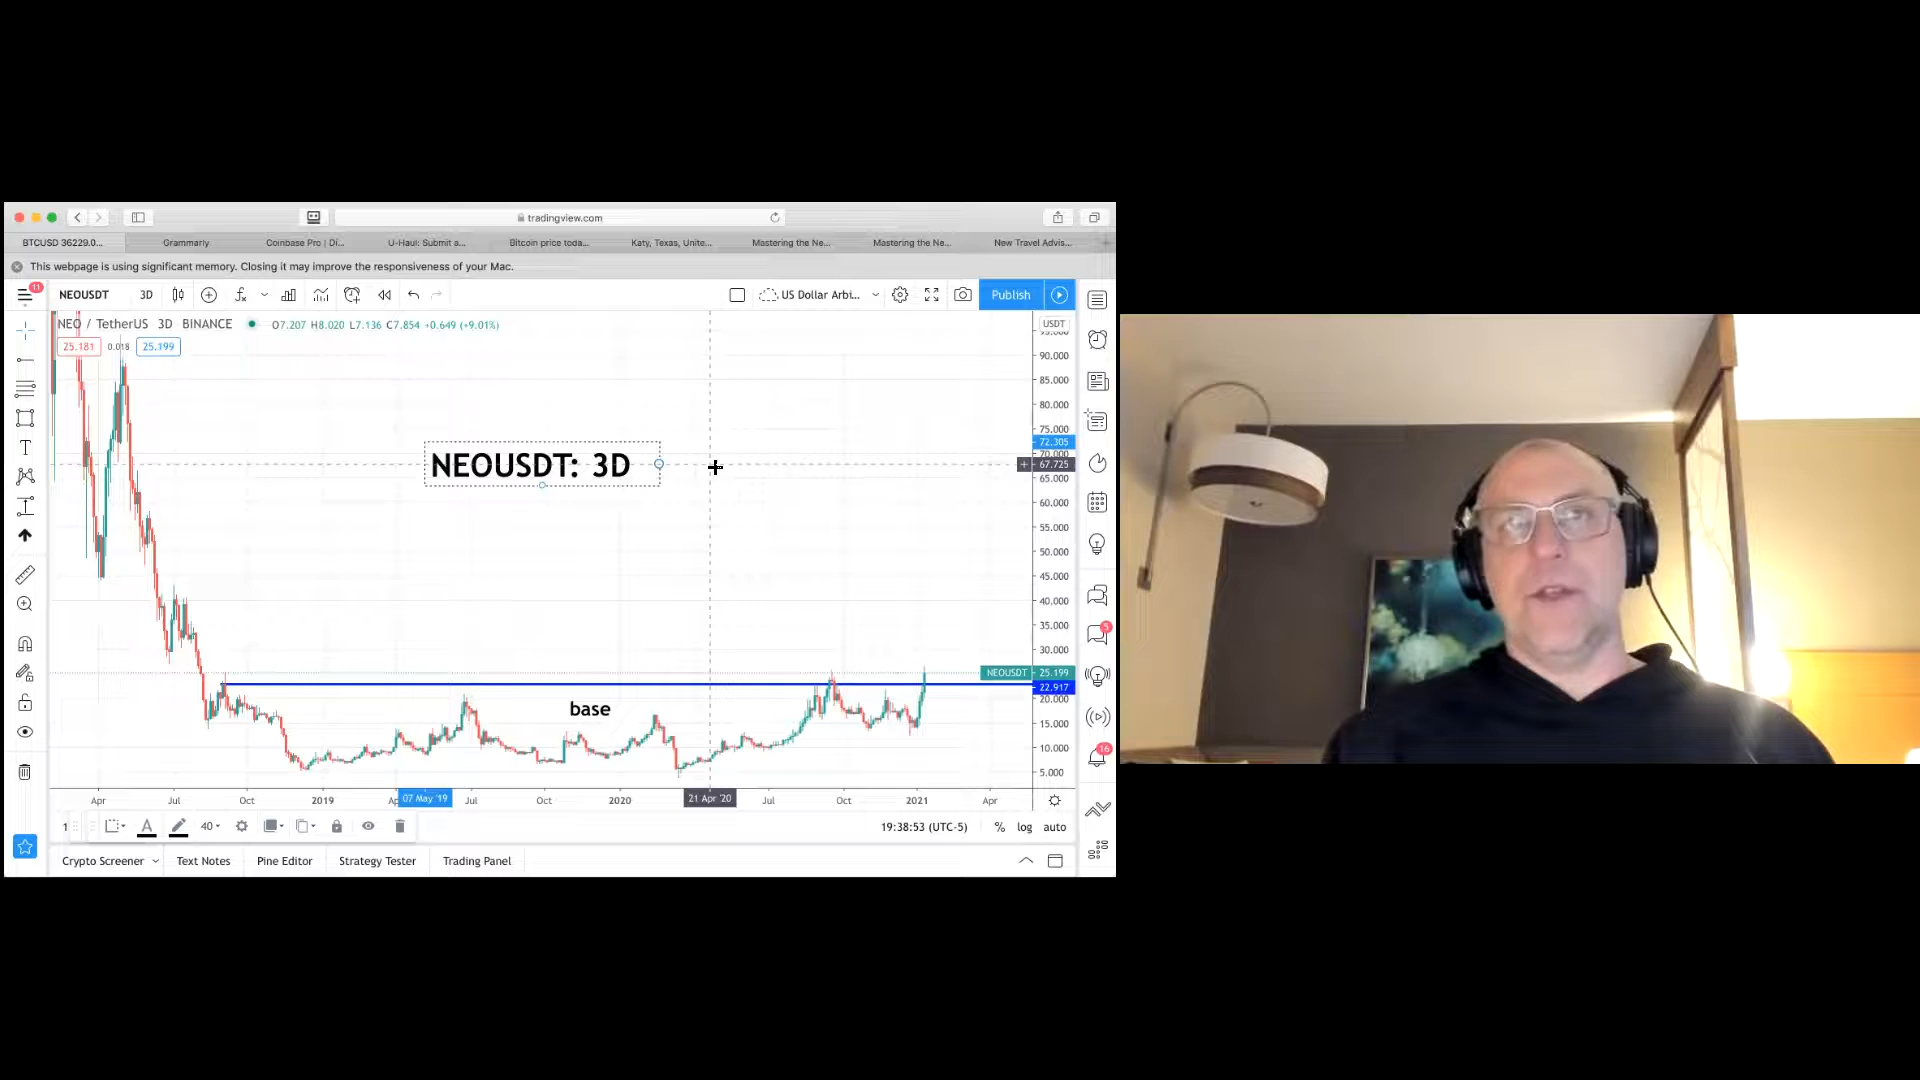 tradingview.com
BTCUSD 36229.0... Grammarly Coinbase Pro | Di... U-Haul: Submit a... Bitcoin price toda... Katy, Texas, Unite... Mastering the Ne... Mastering the Ne... New Travel Advis...
This webpage is using significant memory. Closing it may improve the responsiveness of your Mac.
11
NEOUSDT 3D US Dollar Arbi... Publish
NEO / TetherUS 3D BINANCE O7.207 H8.020 L7.136 C7.854 +0.649 (+9.01%) USDT
25.181 0.018 25.199
90.000
85.000
80.000
75.000
72.305
70.000
NEOUSDT: 3D
67.725
65.000
60.000
55.000
50.000
45.000
40.000
35.000
5
30.000
NEOUSDT 25.199
22.917
20.000
base
15.000
10.000
16
5.000
Apr Jul Oct 2019 Ap 07 May '19 Jul Oct 2020 21 Apr '20 Jul Oct 2021 Apr
1 40 19:38:53 (UTC-5) % log auto
Crypto Screener Text Notes Pine Editor Strategy Tester Trading Panel